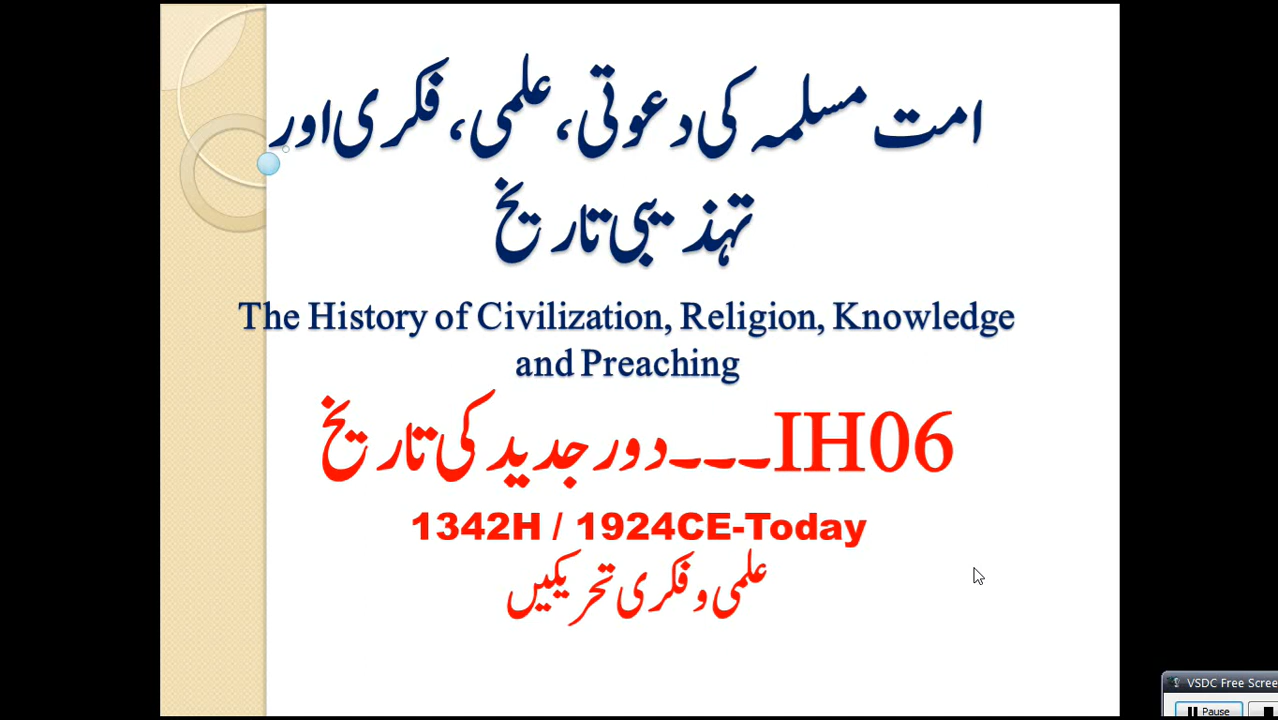 امت مسلمہ کی دعوتی، علمی، فکری اور
تہذیبی تاریخ
The History of Civilization, Religion, Knowledge
and Preaching
IH06۔۔۔دور جدید کی تاریخ
1342H / 1924CE-Today
علمی و فکری تحریکیں
VSDC Free Scree
Pause